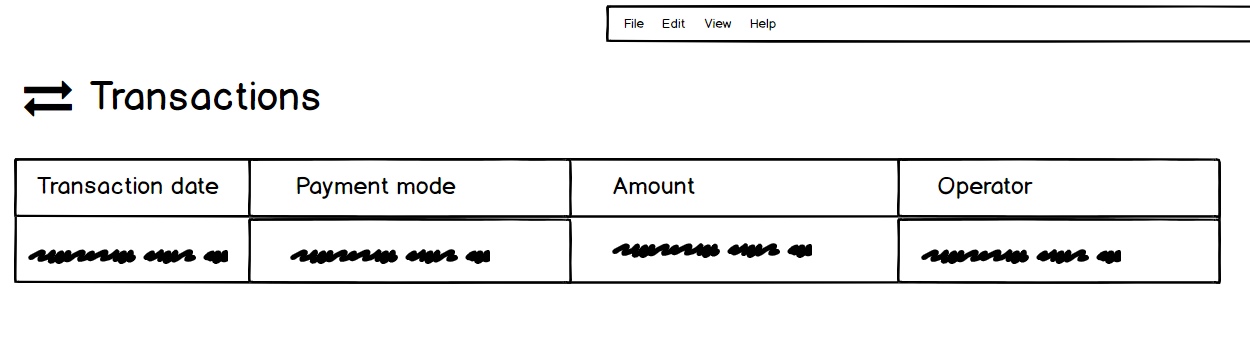 File Edit View Help
Transactions
Transaction date Payment mode Amount Operator